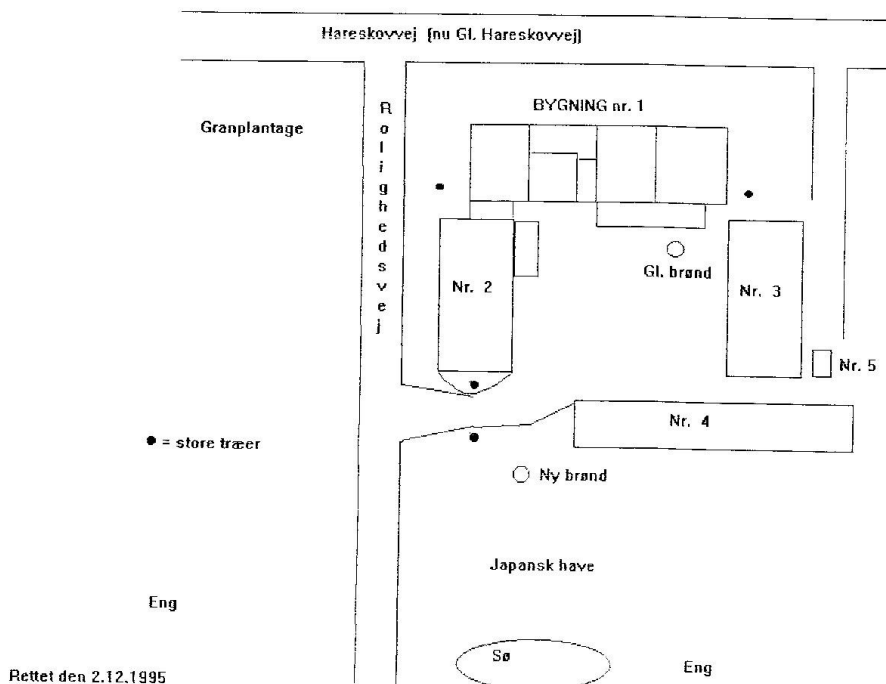 Hareskovvej (nu Gl. Hareskovvej)
BYGNING nr. 1
Granplantage
Rolighedsvej
Gl. brønd
Nr. 2
Nr. 3
Nr. 5
Nr. 4
● = store træer
Ny brønd
Japansk have
Eng
Sø
Eng
Rettet den 2.12.1995